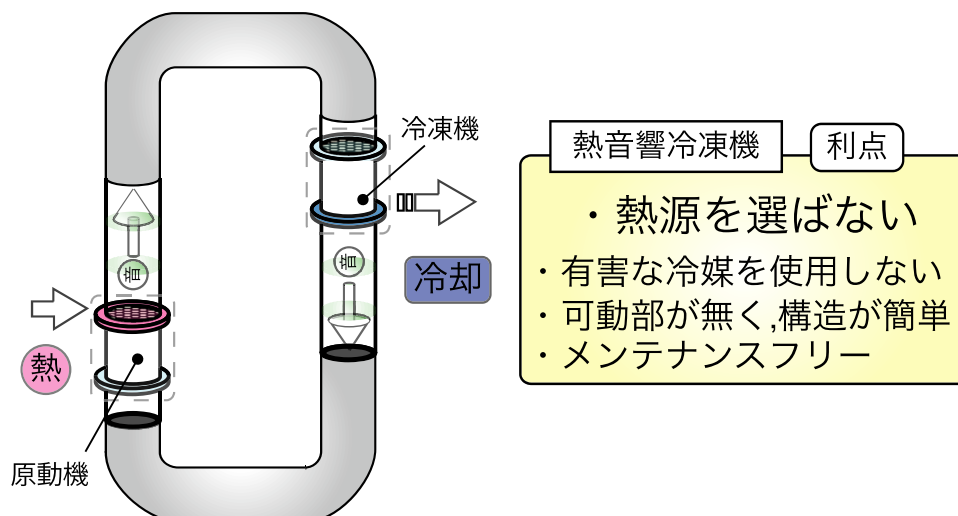 冷凍機
音
音
冷却
熱
原動機
熱音響冷凍機
利点
・熱源を選ばない
・有害な冷媒を使用しない
・可動部が無く,構造が簡単
・メンテナンスフリー